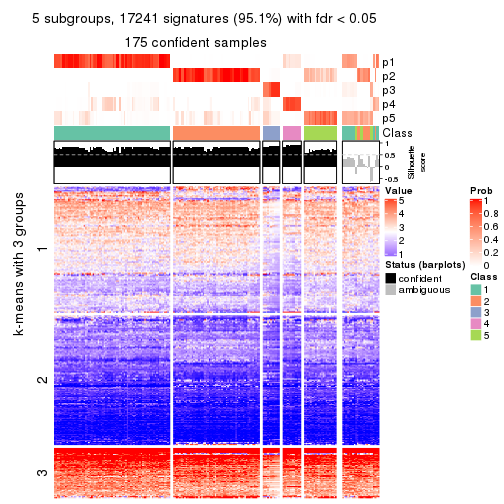 5 subgroups, 17241 signatures (95.1%) with fdr < 0.05
175 confident samples
p1
p2
p3
p4
p5
Class
1
0.5
0
-0.5
Silhouette
score
k-means with 3 groups
1
2
3
Value
5
4
3
2
1
Status (barplots)
confident
ambiguous
Prob
1
0.8
0.6
0.4
0.2
0
Class
1
2
3
4
5